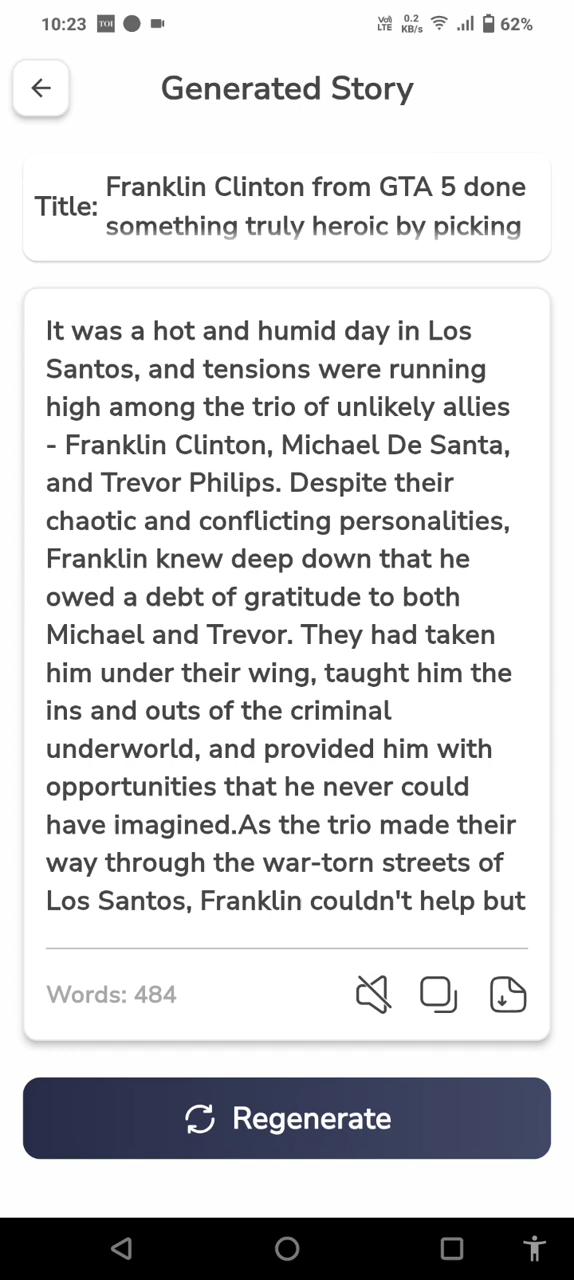 10:23 TOI Vo) LTE 0.2 KB/s 62%
Generated Story
Title:
Franklin Clinton from GTA 5 done
something truly heroic by picking
It was a hot and humid day in Los
Santos, and tensions were running
high among the trio of unlikely allies
- Franklin Clinton, Michael De Santa,
and Trevor Philips. Despite their
chaotic and conflicting personalities,
Franklin knew deep down that he
owed a debt of gratitude to both
Michael and Trevor. They had taken
him under their wing, taught him the
ins and outs of the criminal
underworld, and provided him with
opportunities that he never could
have imagined.As the trio made their
way through the war-torn streets of
Los Santos, Franklin couldn't help but
Words: 484
Regenerate